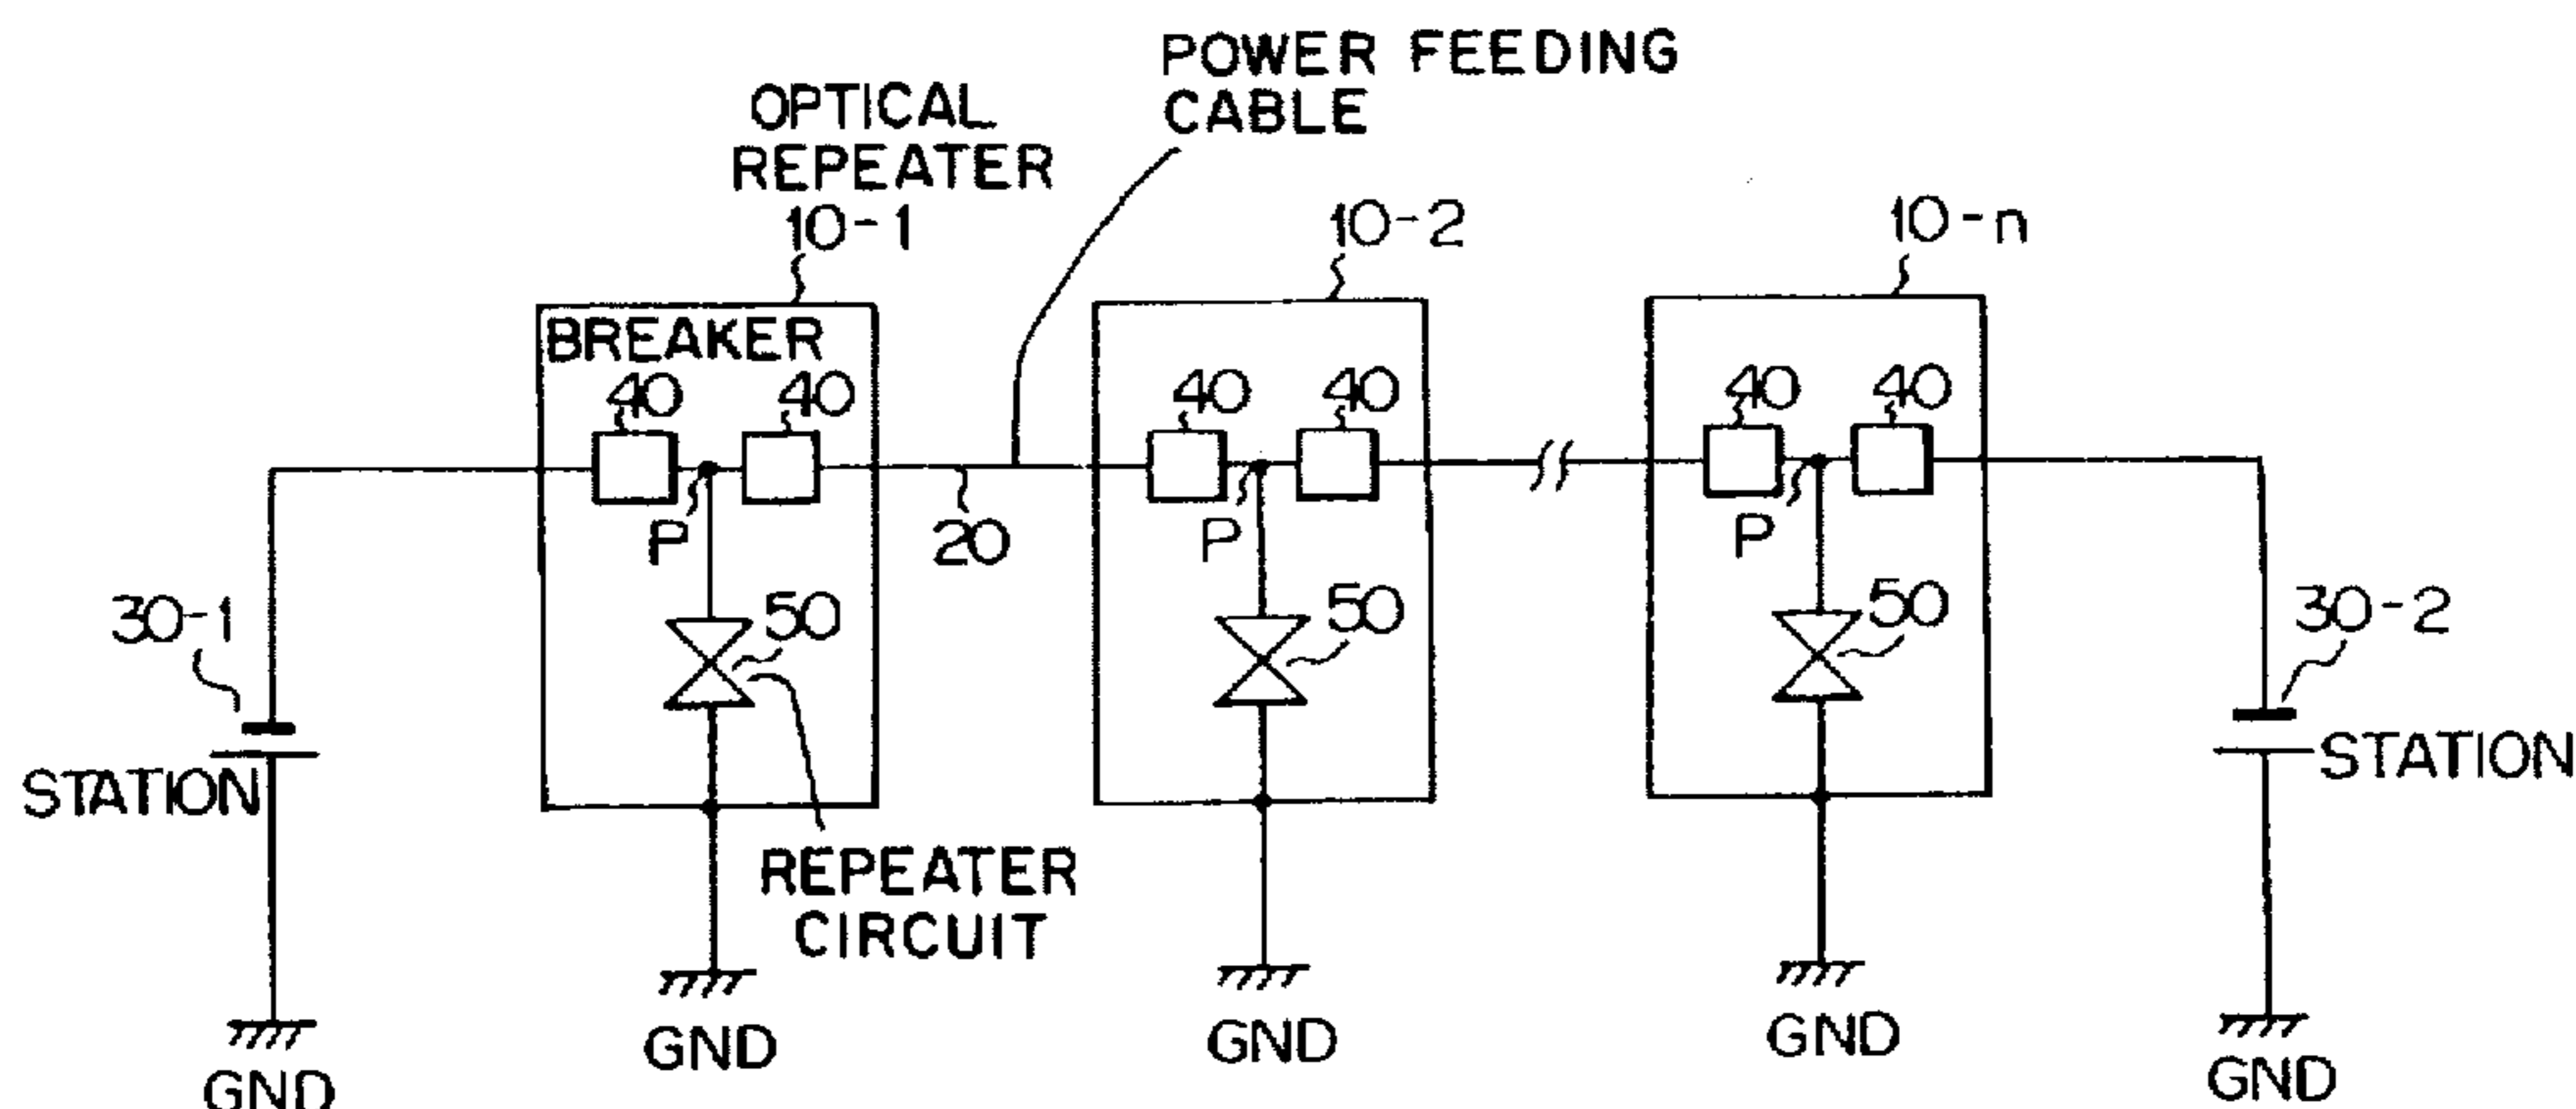 POWER FEEDING
CABLE
OPTICAL
REPEATER
10-1
10-2
10-n
BREAKER
40
40
40
40
40
40
P
20
P
P
30-1
50
50
50
30-2
STATION
STATION
REPEATER
CIRCUIT
GND
GND
GND
GND
GND